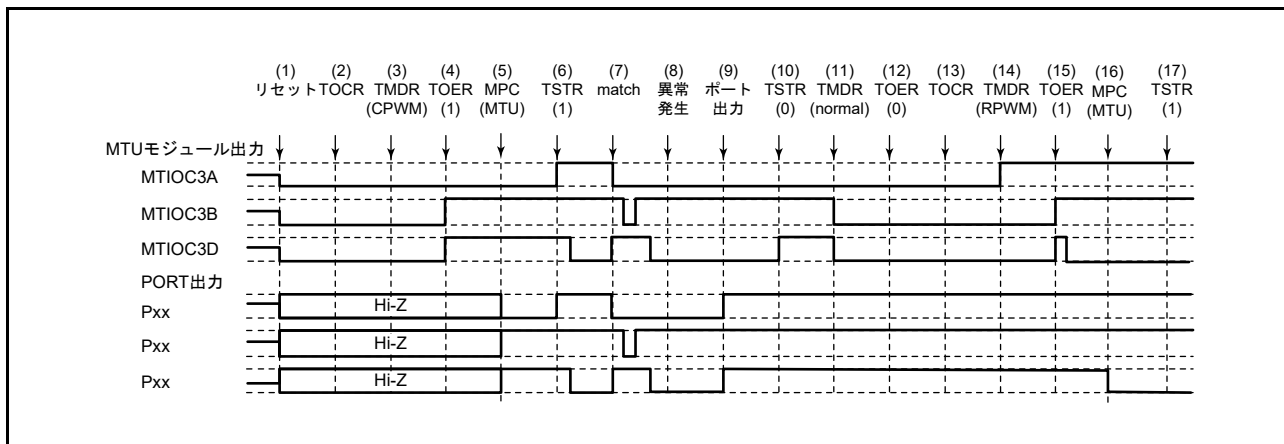 (1) (2) (3) (4) (5) (6) (7) (8) (9) (10) (11) (12) (13) (14) (15) (16) (17)
リセット TOCR TMDR TOER MPC TSTR match 異常 ポート TSTR TMDR TOER TOCR TMDR TOER MPC TSTR
(CPWM) (1) (MTU) (1) 発生 出力 (0) (normal) (0) (RPWM) (1) (MTU) (1)
MTUモジュール出力
MTIOC3A
MTIOC3B
MTIOC3D
PORT出力
Pxx Hi-Z
Pxx Hi-Z
Pxx Hi-Z